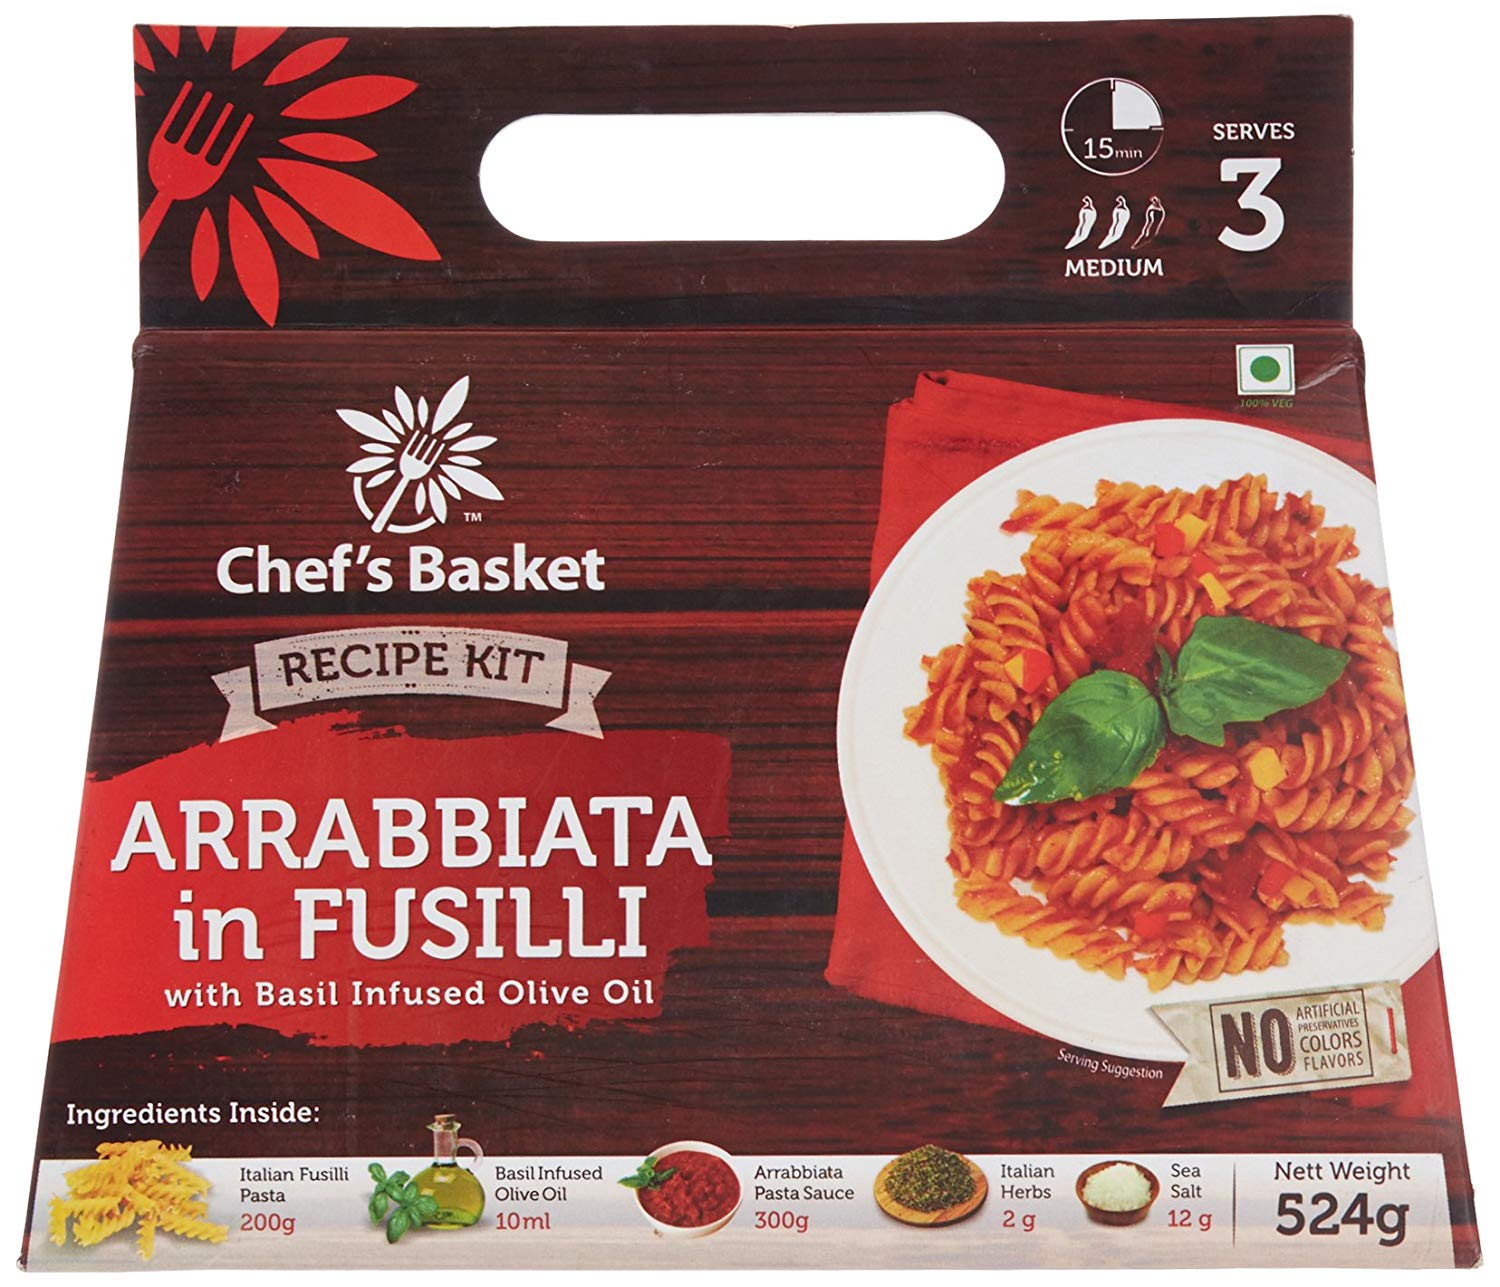 15 min
MEDIUM
SERVES
3
100% VEG
TM
Chef's Basket
RECIPE KIT
ARRABBIATA
in FUSILLI
with Basil Infused Olive Oil
NO
ARTIFICIAL
PRESERVATIVES
COLORS
FLAVORS
Serving Suggestion
Ingredients Inside:
Italian Fusilli
Pasta
200g
Basil Infused
Olive Oil
10ml
Arrabbiata
Pasta Sauce
300g
Italian
Herbs
2 g
Sea
Salt
12 g
Nett Weight
524g